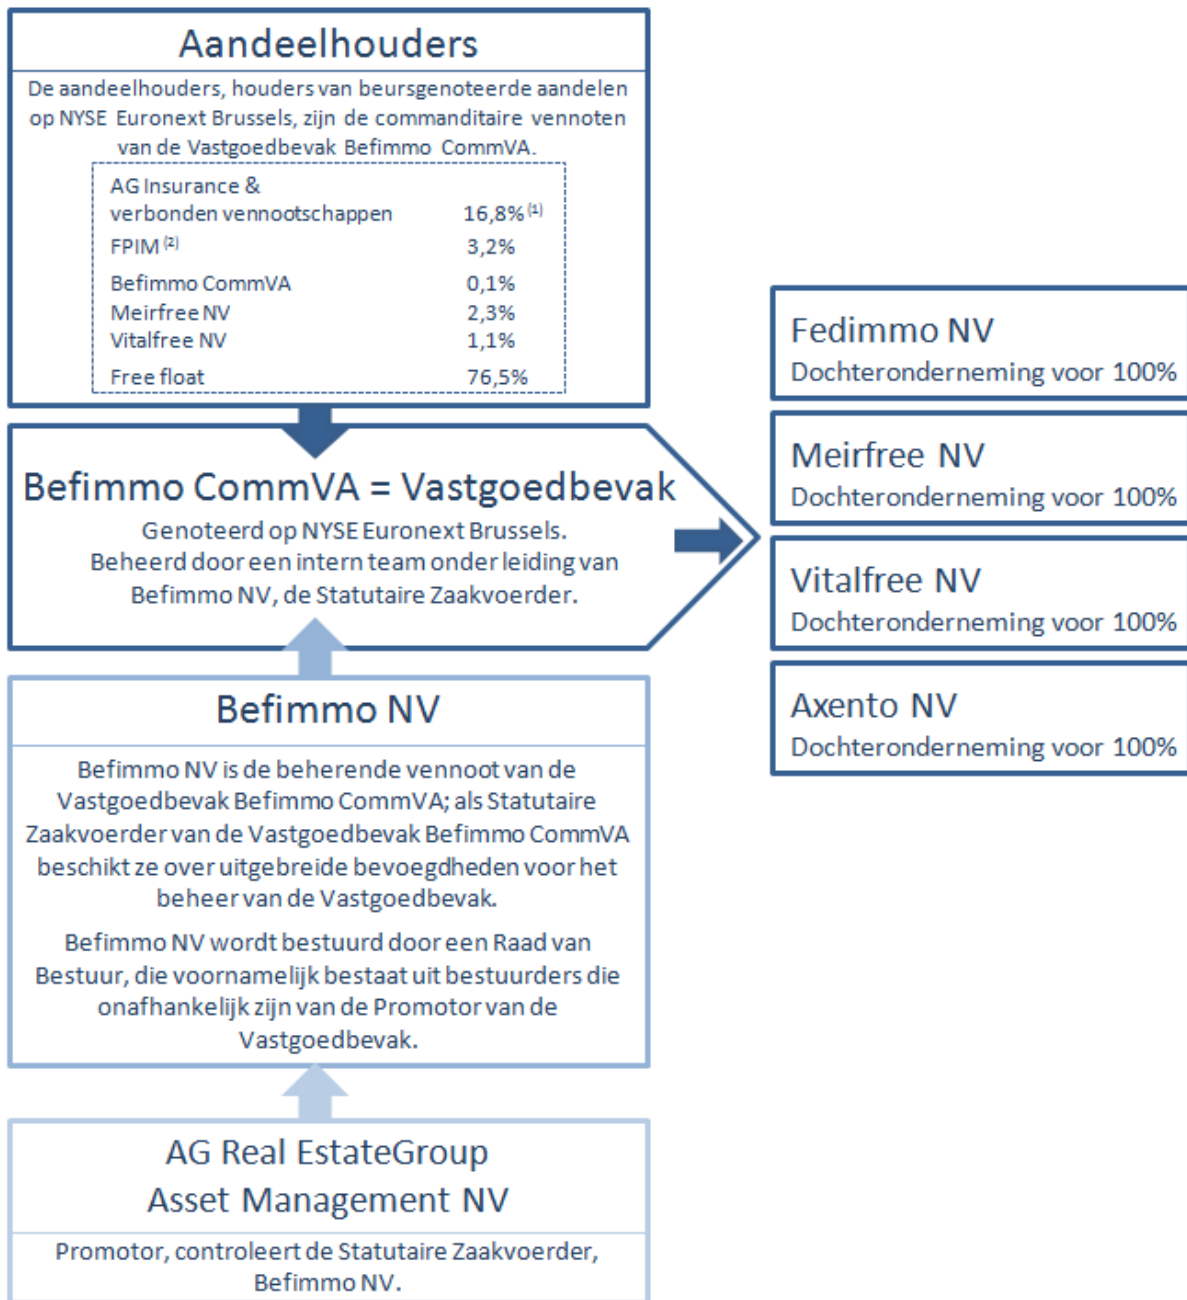 Aandeelhouders
De aandeelhouders, houders van beursgenoteerde aandelen
op NYSE Euronext Brussels, zijn de commanditaire vennoten
van de Vastgoedbevak Befimmo CommVA.
AG Insurance &
verbonden vennootschappen 16,8% (1)
FPIM (2) 3,2%
Befimmo CommVA 0,1%
Meirfree NV 2,3%
Vitalfree NV 1,1%
Free float 76,5%
Befimmo CommVA = Vastgoedbevak
Genoteerd op NYSE Euronext Brussels.
Beheerd door een intern team onder leiding van
Befimmo NV, de Statutaire Zaakvoerder.
Fedimmo NV
Dochteronderneming voor 100%
Meirfree NV
Dochteronderneming voor 100%
Vitalfree NV
Dochteronderneming voor 100%
Axento NV
Dochteronderneming voor 100%
Befimmo NV
Befimmo NV is de beherende vennoot van de
Vastgoedbevak Befimmo CommVA; als Statutaire
Zaakvoerder van de Vastgoedbevak Befimmo CommVA
beschikt ze over uitgebreide bevoegdheden voor het
beheer van de Vastgoedbevak.
Befimmo NV wordt bestuurd door een Raad van
Bestuur, die voornamelijk bestaat uit bestuurders die
onafhankelijk zijn van de Promotor van de
Vastgoedbevak.
AG Real EstateGroup
Asset Management NV
Promotor, controleert de Statutaire Zaakvoerder,
Befimmo NV.